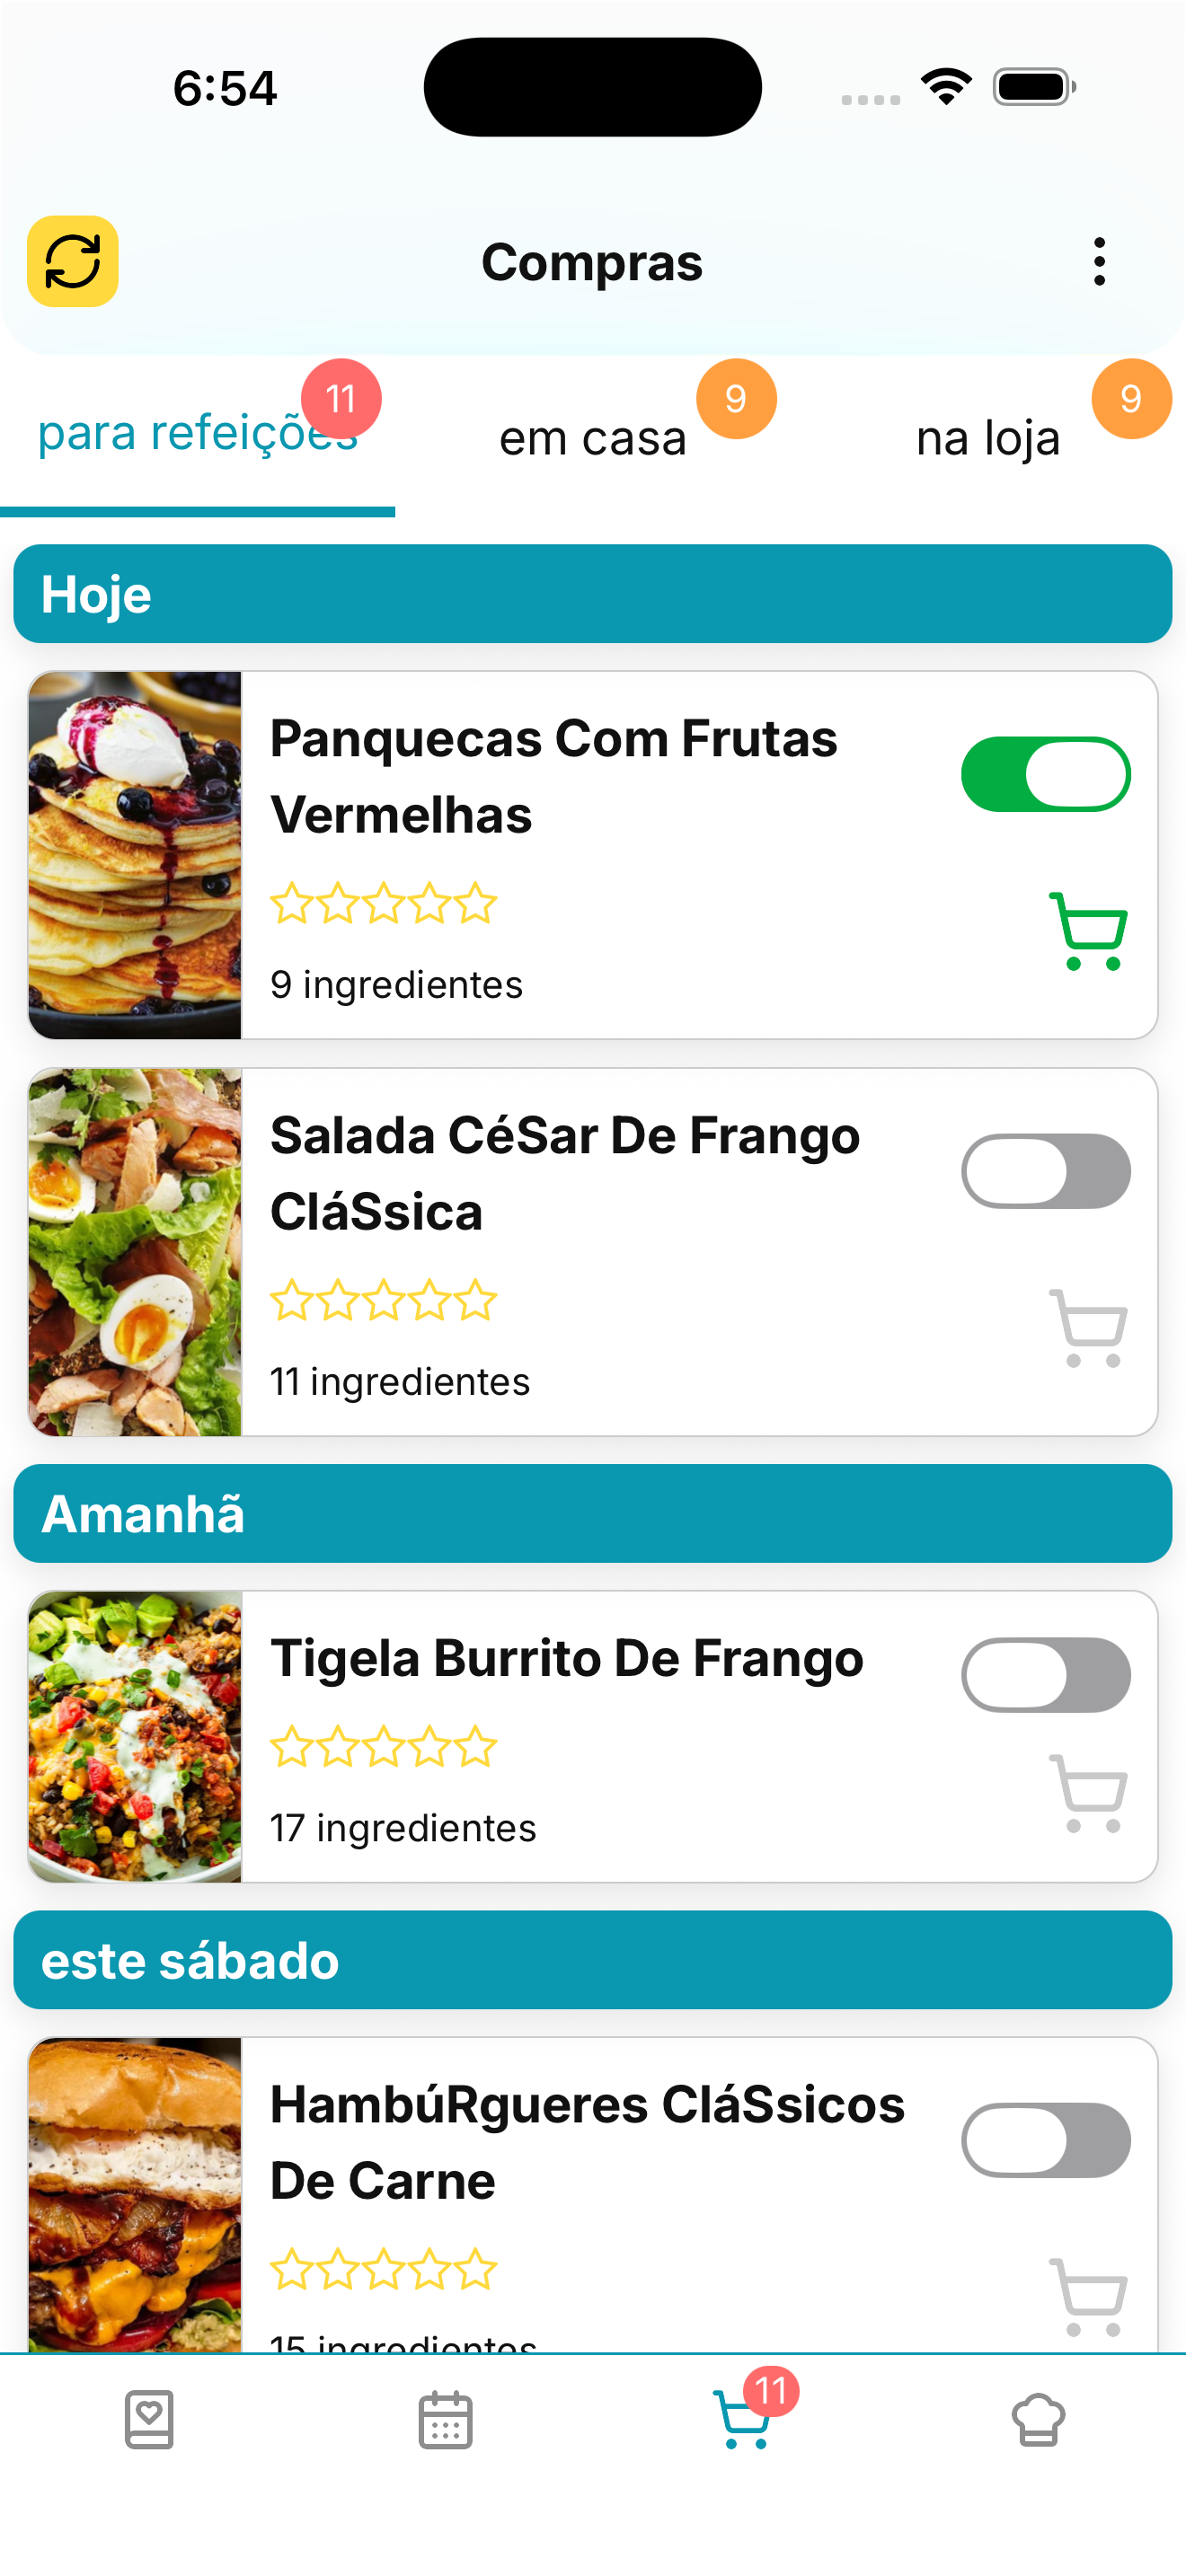 6:54
Compras
para refeições 11
em casa 9
na loja 9
Hoje
Panquecas Com Frutas
Vermelhas
9 ingredientes
Salada CéSar De Frango
CláSsica
11 ingredientes
Amanhã
Tigela Burrito De Frango
17 ingredientes
este sábado
HambúRgueres CláSsicos
De Carne
15 ingredientes
11